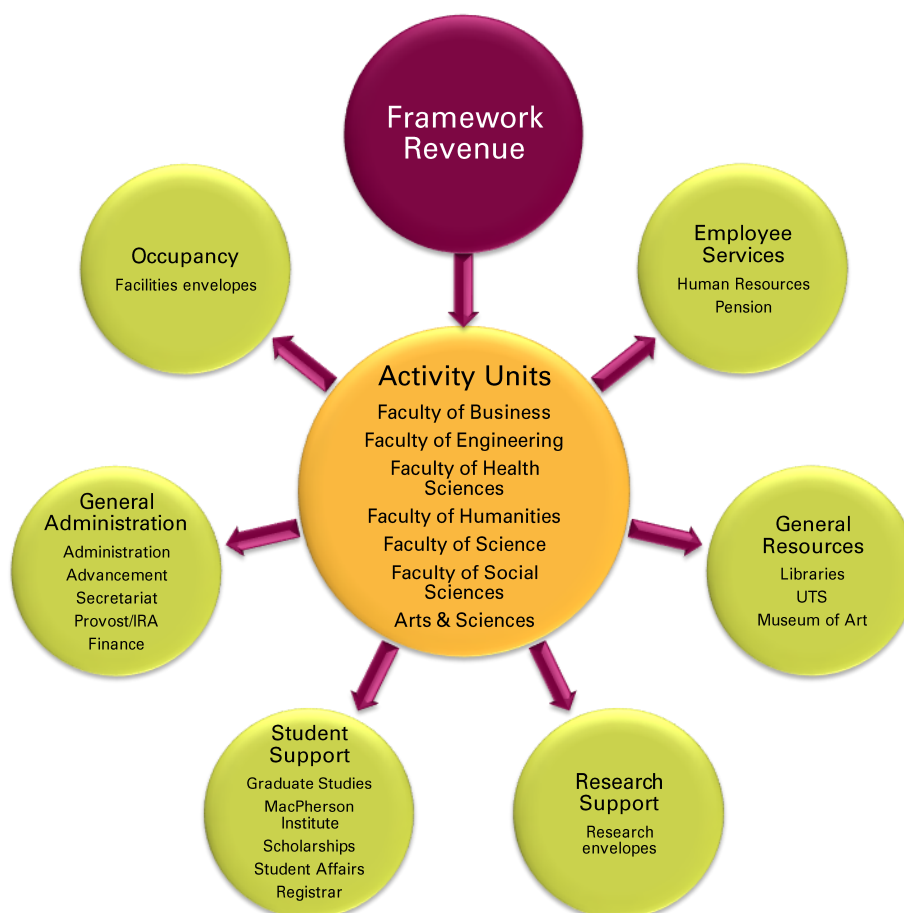 Framework
Revenue
Occupancy
Facilities envelopes
Employee
Services
Human Resources
Pension
Activity Units
Faculty of Business
Faculty of Engineering
Faculty of Health
Sciences
Faculty of Humanities
Faculty of Science
Faculty of Social
Sciences
Arts & Sciences
General
Administration
Administration
Advancement
Secretariat
Provost/IRA
Finance
General
Resources
Libraries
UTS
Museum of Art
Student
Support
Graduate Studies
MacPherson
Institute
Scholarships
Student Affairs
Registrar
Research
Support
Research
envelopes